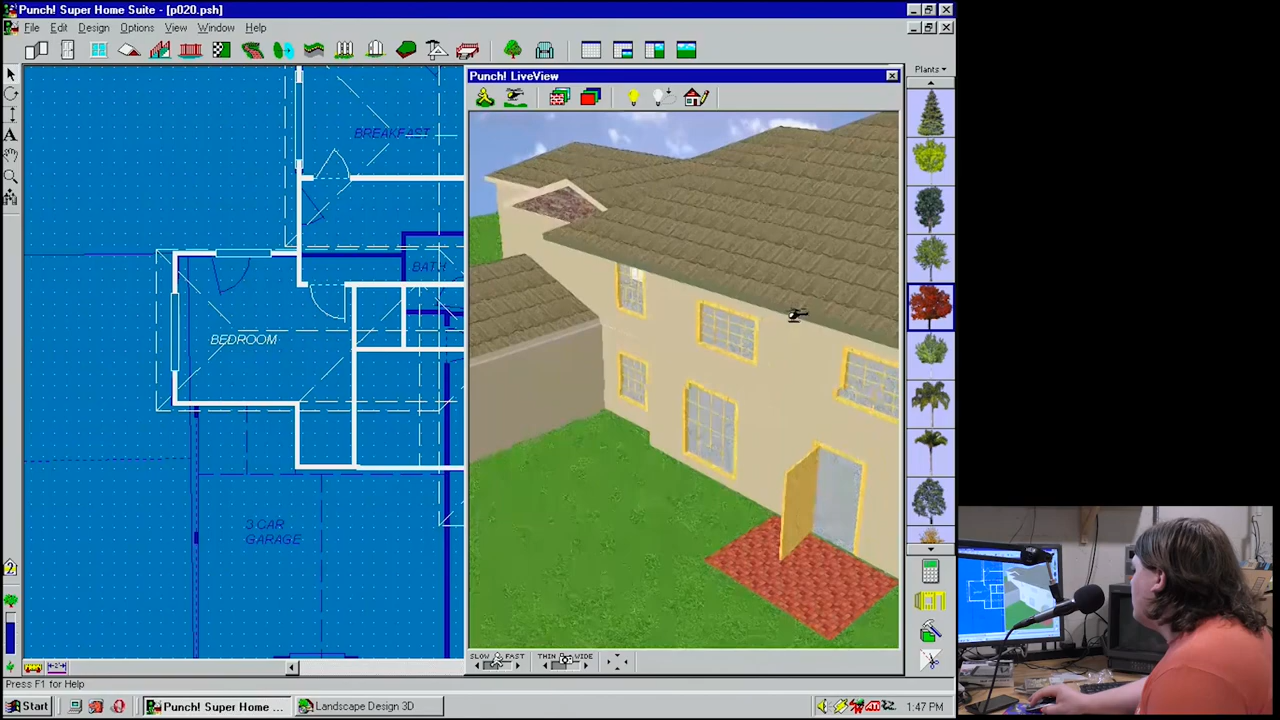 Punch! Super Home Suite - [p020.psh]
File Edit Design Options View Window Help
Punch! LiveView
Plants
BREAKFAST
BATH
BEDROOM
3 CAR
GARAGE
SLOW FAST THIN WIDE
Press F1 for Help
Start Punch! Super Home ... Landscape Design 3D 1:47 PM